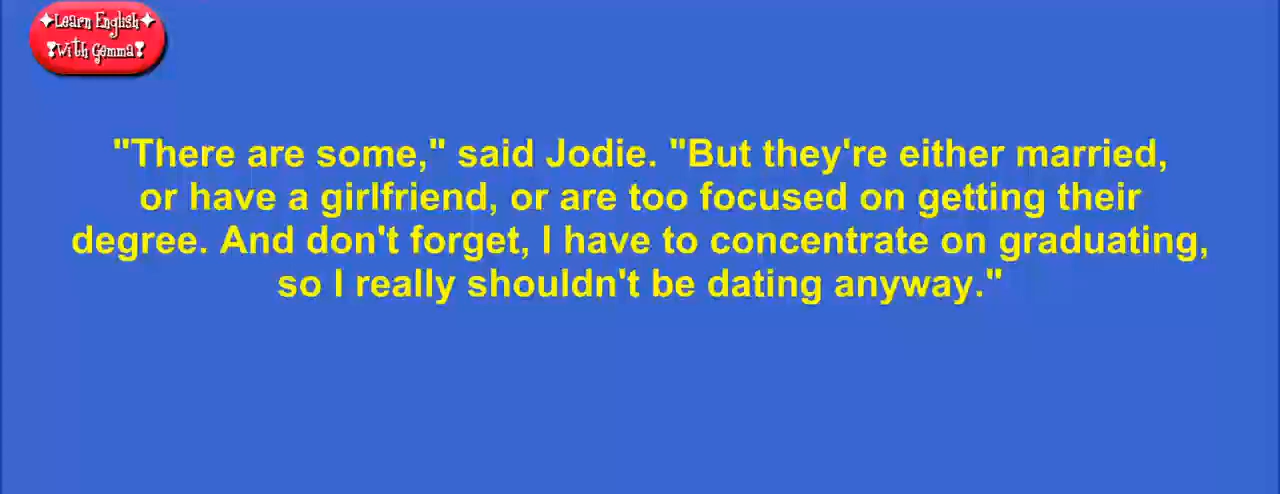 Learn English
With Gemma
"There are some," said Jodie. "But they're either married,
or have a girlfriend, or are too focused on getting their
degree. And don't forget, I have to concentrate on graduating,
so I really shouldn't be dating anyway."